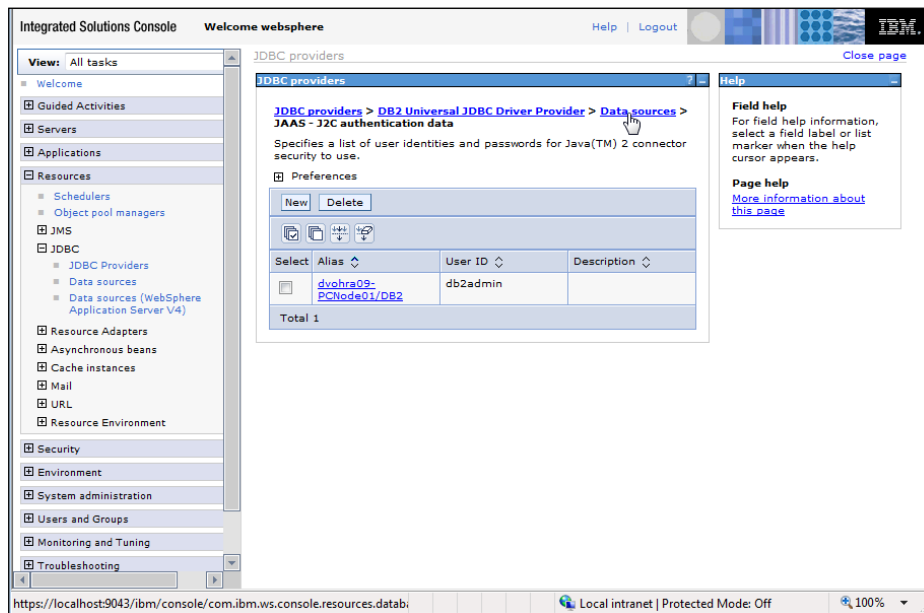 Integrated Solutions Console Welcome websphere Help | Logout IBM.
View: All tasks
Welcome
Guided Activities
Servers
Applications
Resources
Schedulers
Object pool managers
JMS
JDBC
JDBC Providers
Data sources
Data sources (WebSphere
Application Server V4)
Resource Adapters
Asynchronous beans
Cache instances
Mail
URL
Resource Environment
Security
Environment
System administration
Users and Groups
Monitoring and Tuning
Troubleshooting
JDBC providers Close page
JDBC providers ? _
JDBC providers > DB2 Universal JDBC Driver Provider > Data sources >
JAAS - J2C authentication data
Specifies a list of user identities and passwords for Java(TM) 2 connector
security to use.
Preferences
New Delete
Select Alias User ID Description
dvohra09-
PCNode01/DB2
db2admin
Total 1
Help
Field help
For field help information,
select a field label or list
marker when the help
cursor appears.
Page help
More information about
this page
https://localhost:9043/ibm/console/com.ibm.ws.console.resources.databa Local intranet | Protected Mode: Off 100%